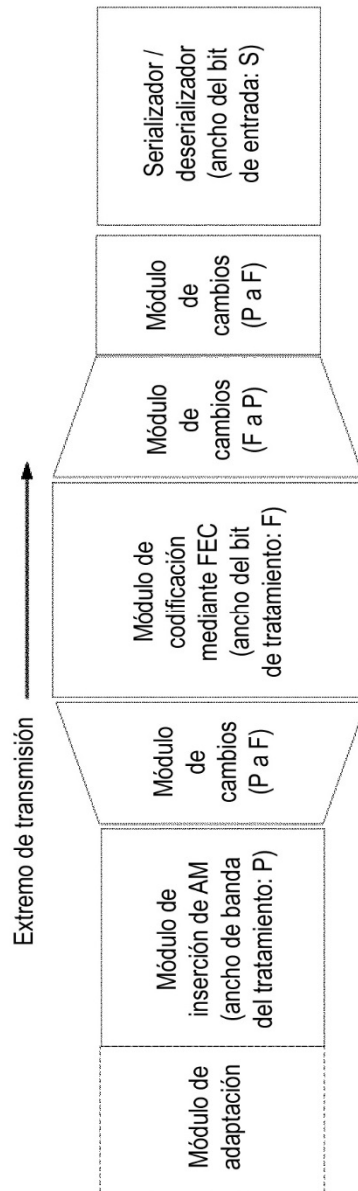 Extremo de transmisión
Módulo de
adaptación
Módulo de
inserción de AM
(ancho de banda
del tratamiento: P)
Módulo
de
cambios
(P a F)
Módulo de
codificación
mediante FEC
(ancho del bit
de tratamiento: F)
Módulo
de
cambios
(F a P)
Módulo
de
cambios
(P a F)
Serializador /
deserializador
(ancho del bit
de entrada: S)